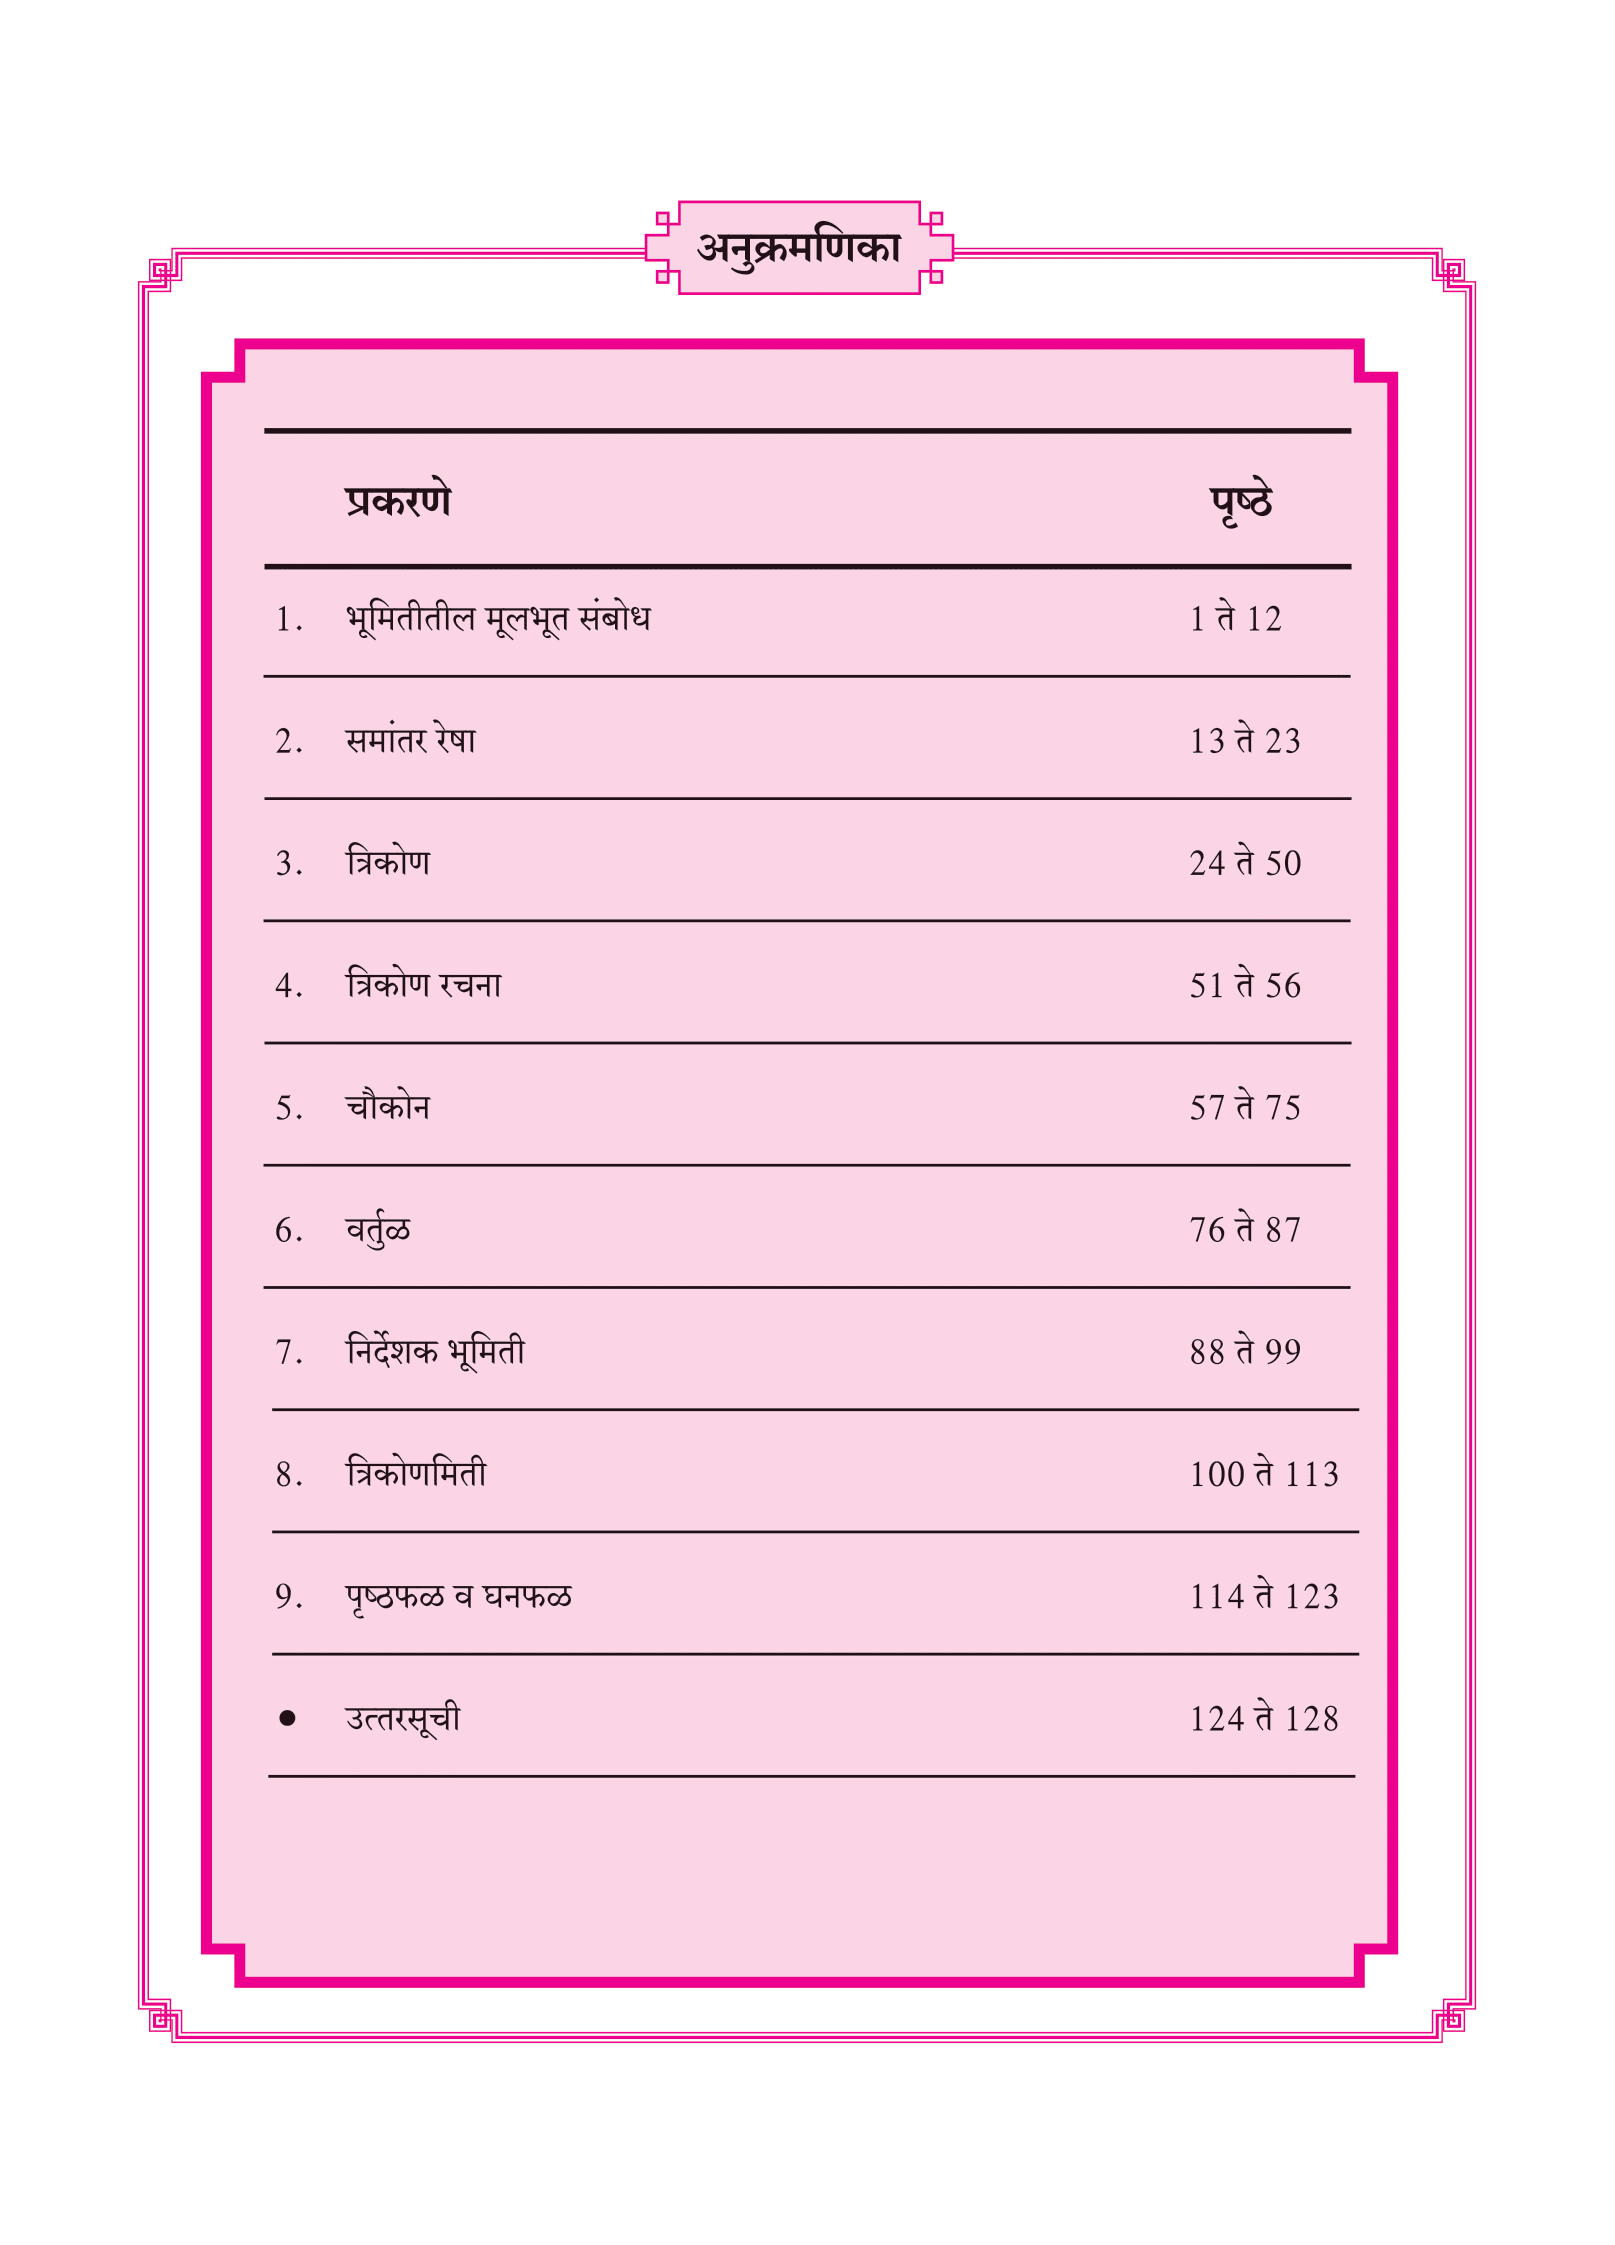 अनुक्रमणिका
प्रकरणे पृष्ठे
1. भूमितीतील मूलभूत संबोध 1 ते 12
2. समांतर रेषा 13 ते 23
3. त्रिकोण 24 ते 50
4. त्रिकोण रचना 51 ते 56
5. चौकोन 57 ते 75
6. वर्तुळ 76 ते 87
7. निर्देशक भूमिती 88 ते 99
8. त्रिकोणमिती 100 ते 113
9. पृष्ठफळ व घनफळ 114 ते 123
● उत्तरसूची 124 ते 128